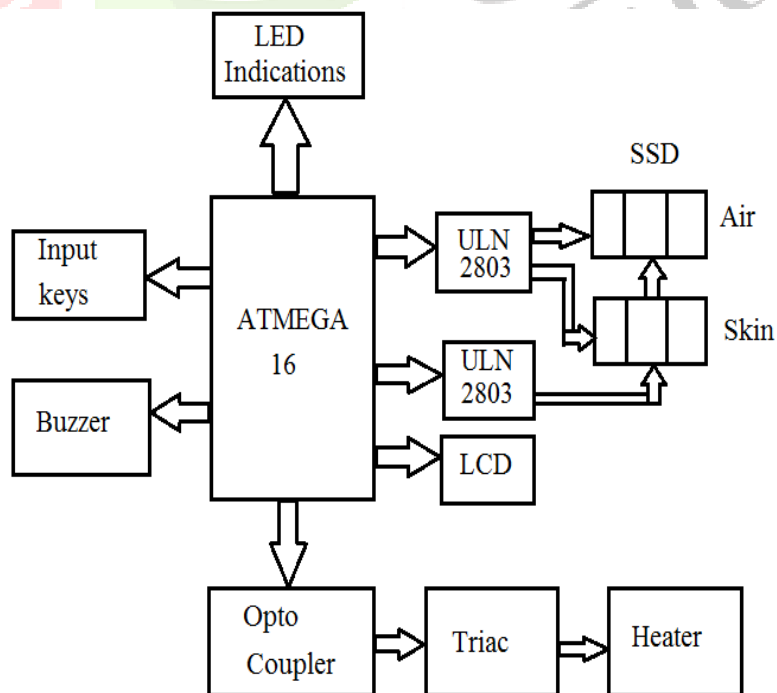 LED
Indications
SSD
Air
ULN
2803
Input
keys
ATMEGA
16
Skin
ULN
2803
Buzzer
LCD
Opto
Coupler
Triac
Heater